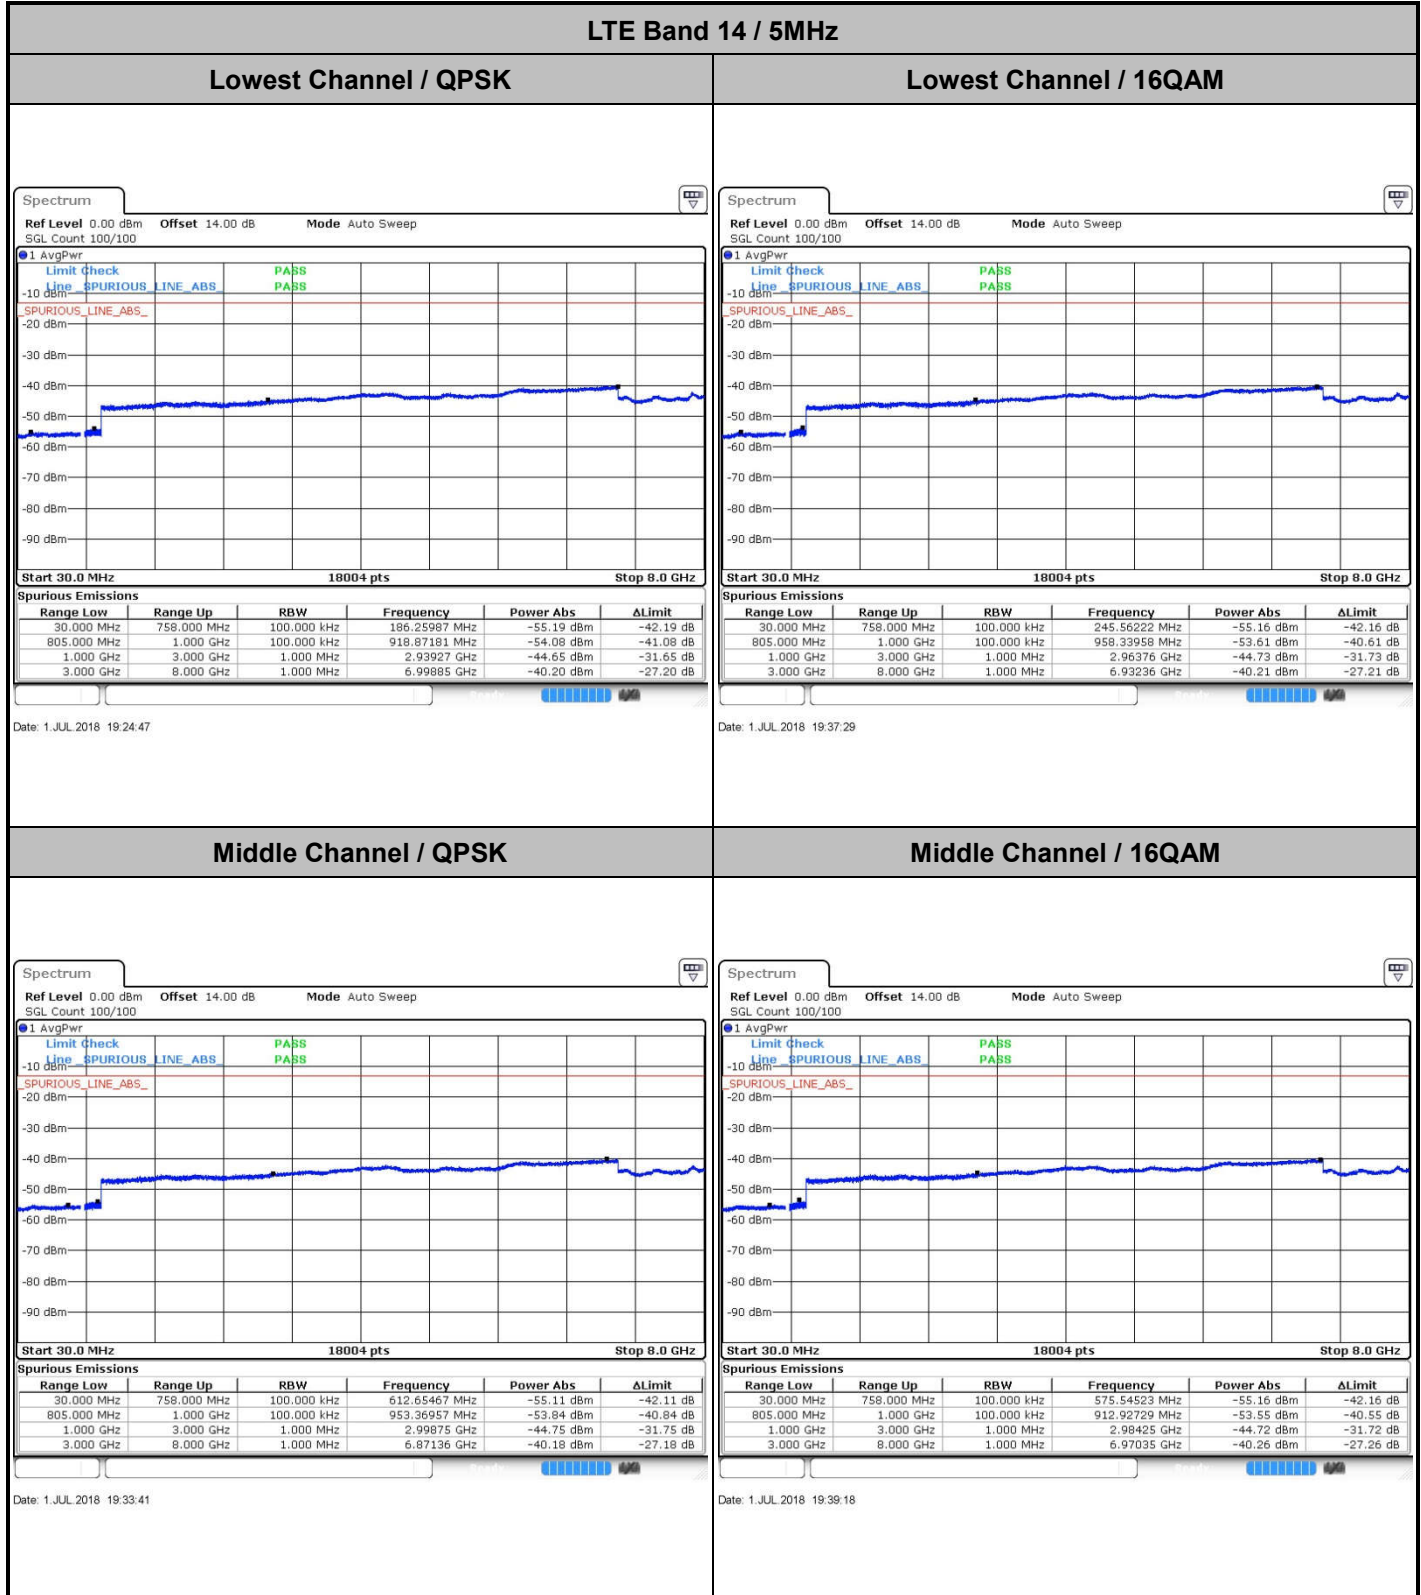 LTE Band 14 / 5MHz
Lowest Channel / QPSK
Lowest Channel / 16QAM
Spectrum
Ref Level 0.00 dBm Offset 14.00 dB Mode Auto Sweep
SGL Count 100/100
1 AvgPwr
Limit Check PASS
Line _SPURIOUS_LINE_ABS_ PASS
-10 dBm
_SPURIOUS_LINE_ABS_
-20 dBm
-30 dBm
-40 dBm
-50 dBm
-60 dBm
-70 dBm
-80 dBm
-90 dBm
Start 30.0 MHz 18004 pts Stop 8.0 GHz
Spurious Emissions
Range Low Range Up RBW Frequency Power Abs ΔLimit
30.000 MHz 758.000 MHz 100.000 kHz 186.25987 MHz -55.19 dBm -42.19 dB
805.000 MHz 1.000 GHz 100.000 kHz 918.87181 MHz -54.08 dBm -41.08 dB
1.000 GHz 3.000 GHz 1.000 MHz 2.93927 GHz -44.65 dBm -31.65 dB
3.000 GHz 8.000 GHz 1.000 MHz 6.99885 GHz -40.20 dBm -27.20 dB
Date: 1.JUL.2018 19:24:47
Spectrum
Ref Level 0.00 dBm Offset 14.00 dB Mode Auto Sweep
SGL Count 100/100
1 AvgPwr
Limit Check PASS
Line _SPURIOUS_LINE_ABS_ PASS
-10 dBm
_SPURIOUS_LINE_ABS_
-20 dBm
-30 dBm
-40 dBm
-50 dBm
-60 dBm
-70 dBm
-80 dBm
-90 dBm
Start 30.0 MHz 18004 pts Stop 8.0 GHz
Spurious Emissions
Range Low Range Up RBW Frequency Power Abs ΔLimit
30.000 MHz 758.000 MHz 100.000 kHz 245.56222 MHz -55.16 dBm -42.16 dB
805.000 MHz 1.000 GHz 100.000 kHz 958.33958 MHz -53.61 dBm -40.61 dB
1.000 GHz 3.000 GHz 1.000 MHz 2.96376 GHz -44.73 dBm -31.73 dB
3.000 GHz 8.000 GHz 1.000 MHz 6.93236 GHz -40.21 dBm -27.21 dB
Date: 1.JUL.2018 19:37:29
Middle Channel / QPSK
Middle Channel / 16QAM
Spectrum
Ref Level 0.00 dBm Offset 14.00 dB Mode Auto Sweep
SGL Count 100/100
1 AvgPwr
Limit Check PASS
Line _SPURIOUS_LINE_ABS_ PASS
-10 dBm
_SPURIOUS_LINE_ABS_
-20 dBm
-30 dBm
-40 dBm
-50 dBm
-60 dBm
-70 dBm
-80 dBm
-90 dBm
Start 30.0 MHz 18004 pts Stop 8.0 GHz
Spurious Emissions
Range Low Range Up RBW Frequency Power Abs ΔLimit
30.000 MHz 758.000 MHz 100.000 kHz 612.65467 MHz -55.11 dBm -42.11 dB
805.000 MHz 1.000 GHz 100.000 kHz 953.36957 MHz -53.84 dBm -40.84 dB
1.000 GHz 3.000 GHz 1.000 MHz 2.99875 GHz -44.75 dBm -31.75 dB
3.000 GHz 8.000 GHz 1.000 MHz 6.87136 GHz -40.18 dBm -27.18 dB
Date: 1.JUL.2018 19:33:41
Spectrum
Ref Level 0.00 dBm Offset 14.00 dB Mode Auto Sweep
SGL Count 100/100
1 AvgPwr
Limit Check PASS
Line _SPURIOUS_LINE_ABS_ PASS
-10 dBm
_SPURIOUS_LINE_ABS_
-20 dBm
-30 dBm
-40 dBm
-50 dBm
-60 dBm
-70 dBm
-80 dBm
-90 dBm
Start 30.0 MHz 18004 pts Stop 8.0 GHz
Spurious Emissions
Range Low Range Up RBW Frequency Power Abs ΔLimit
30.000 MHz 758.000 MHz 100.000 kHz 575.54523 MHz -55.16 dBm -42.16 dB
805.000 MHz 1.000 GHz 100.000 kHz 912.92729 MHz -53.55 dBm -40.55 dB
1.000 GHz 3.000 GHz 1.000 MHz 2.98425 GHz -44.72 dBm -31.72 dB
3.000 GHz 8.000 GHz 1.000 MHz 6.97035 GHz -40.26 dBm -27.26 dB
Date: 1.JUL.2018 19:39:18